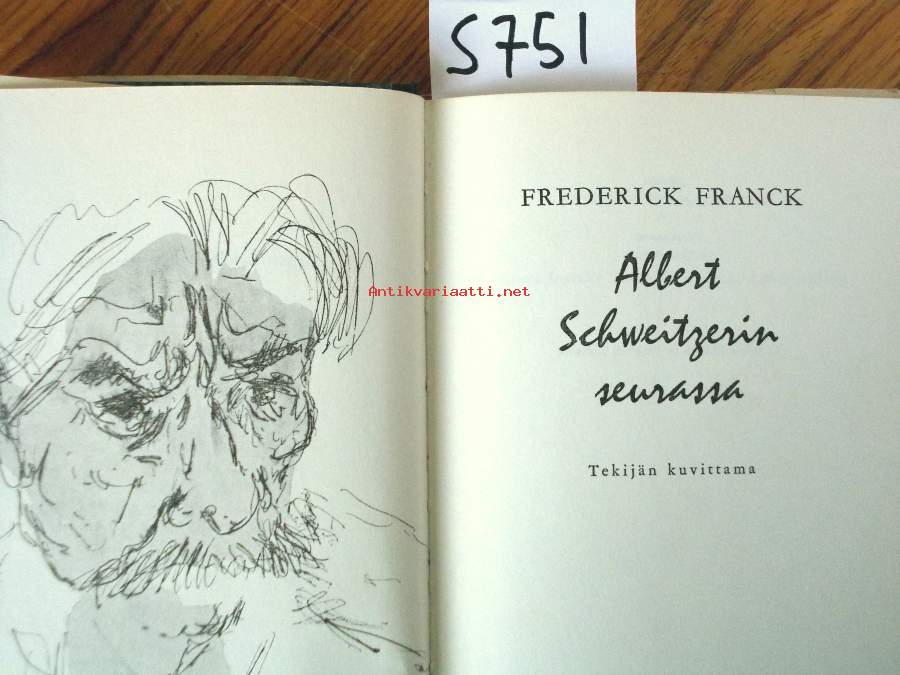 S751
FREDERICK FRANCK
Albert
Schweitzerin
seurassa
Tekijän kuvittama
Antikvariaatti.net